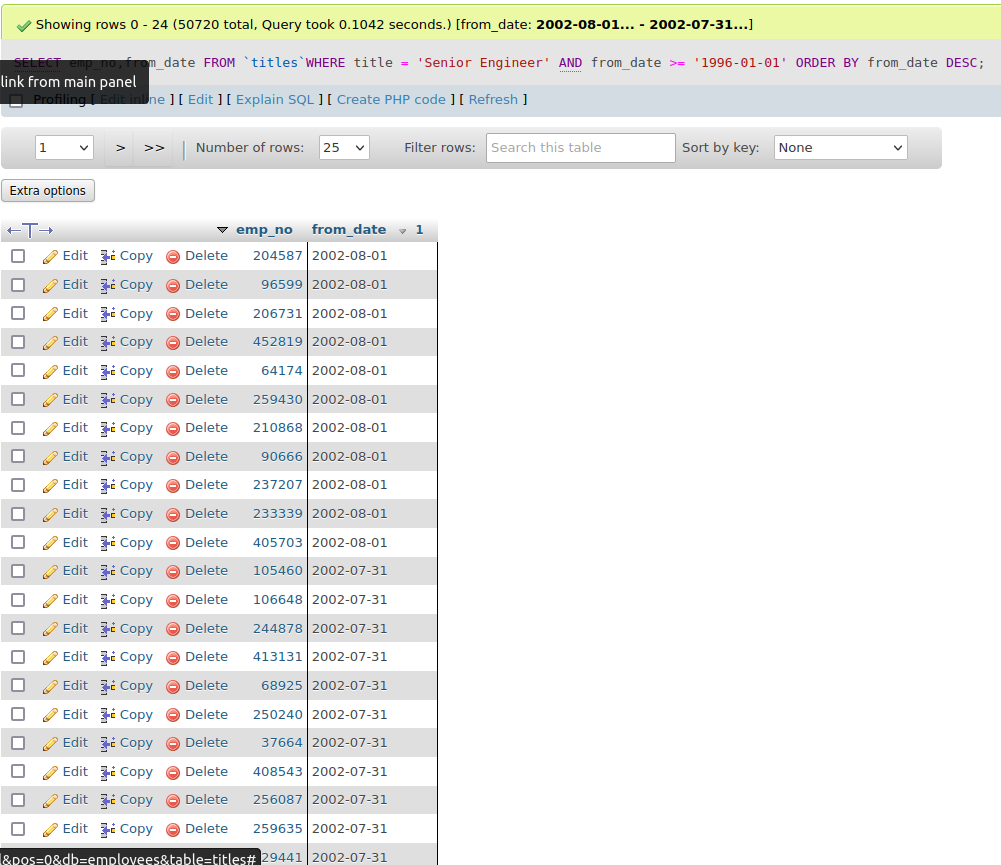 Showing rows 0 - 24 (50720 total, Query took 0.1042 seconds.) [from_date: 2002-08-01... - 2002-07-31...]
SELECT emp_no,from_date FROM `titles`WHERE title = 'Senior Engineer' AND from_date >= '1996-01-01' ORDER BY from_date DESC;
link from main panel
Profiling [ Edit inline ] [ Edit ] [ Explain SQL ] [ Create PHP code ] [ Refresh ]
1 > >> | Number of rows: 25 Filter rows: Search this table Sort by key: None
Extra options
←T→ emp_no from_date 1
Edit Copy Delete 204587 2002-08-01
Edit Copy Delete 96599 2002-08-01
Edit Copy Delete 206731 2002-08-01
Edit Copy Delete 452819 2002-08-01
Edit Copy Delete 64174 2002-08-01
Edit Copy Delete 259430 2002-08-01
Edit Copy Delete 210868 2002-08-01
Edit Copy Delete 90666 2002-08-01
Edit Copy Delete 237207 2002-08-01
Edit Copy Delete 233339 2002-08-01
Edit Copy Delete 405703 2002-08-01
Edit Copy Delete 105460 2002-07-31
Edit Copy Delete 106648 2002-07-31
Edit Copy Delete 244878 2002-07-31
Edit Copy Delete 413131 2002-07-31
Edit Copy Delete 68925 2002-07-31
Edit Copy Delete 250240 2002-07-31
Edit Copy Delete 37664 2002-07-31
Edit Copy Delete 408543 2002-07-31
Edit Copy Delete 256087 2002-07-31
Edit Copy Delete 259635 2002-07-31
&pos=0&db=employees&table=titles# 29441 2002-07-31